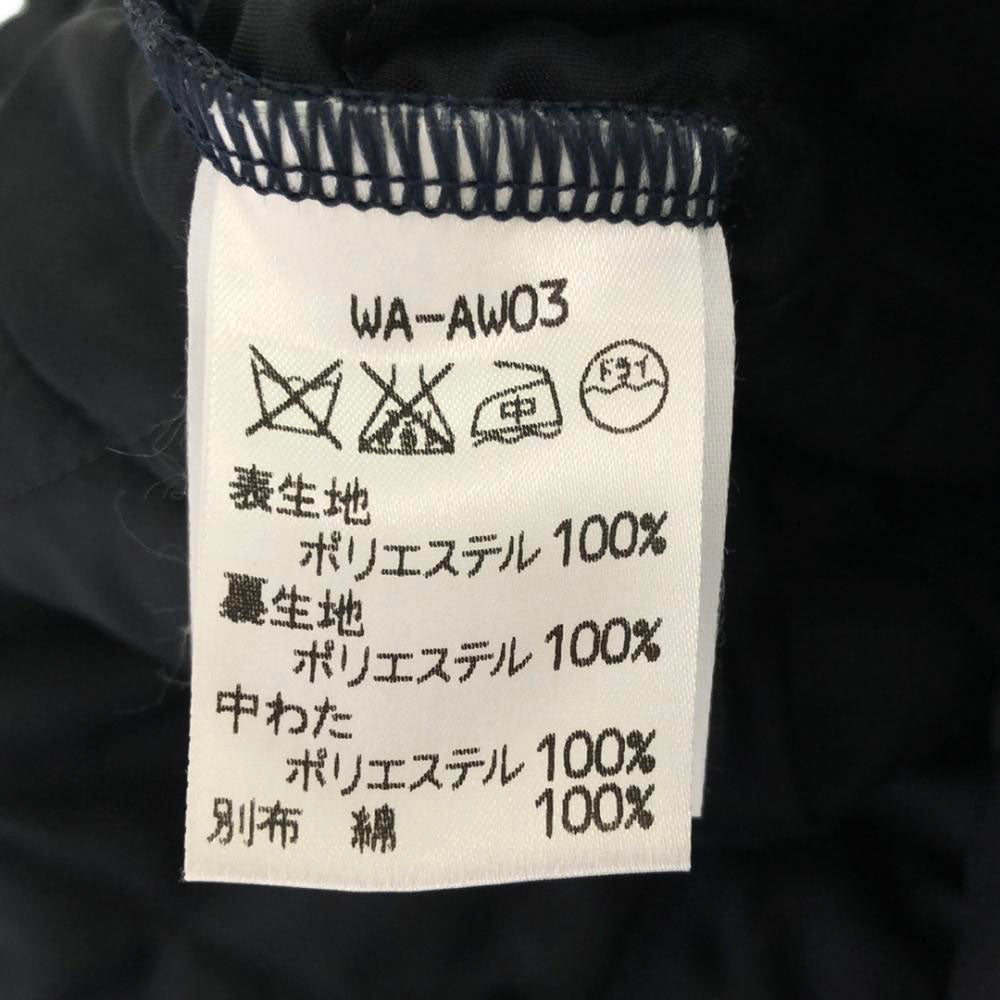 WA-AW03
中 ドライ
表生地
ポリエステル 100%
裏生地
ポリエステル 100%
中わた
ポリエステル 100%
別布 綿 100%